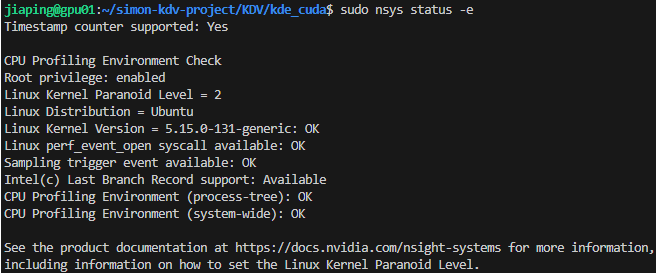 jiaping@gpu01:~/simon-kdv-project/KDV/kde_cuda$ sudo nsys status -e
Timestamp counter supported: Yes

CPU Profiling Environment Check
Root privilege: enabled
Linux Kernel Paranoid Level = 2
Linux Distribution = Ubuntu
Linux Kernel Version = 5.15.0-131-generic: OK
Linux perf_event_open syscall available: OK
Sampling trigger event available: OK
Intel(c) Last Branch Record support: Available
CPU Profiling Environment (process-tree): OK
CPU Profiling Environment (system-wide): OK

See the product documentation at https://docs.nvidia.com/nsight-systems for more information,
including information on how to set the Linux Kernel Paranoid Level.